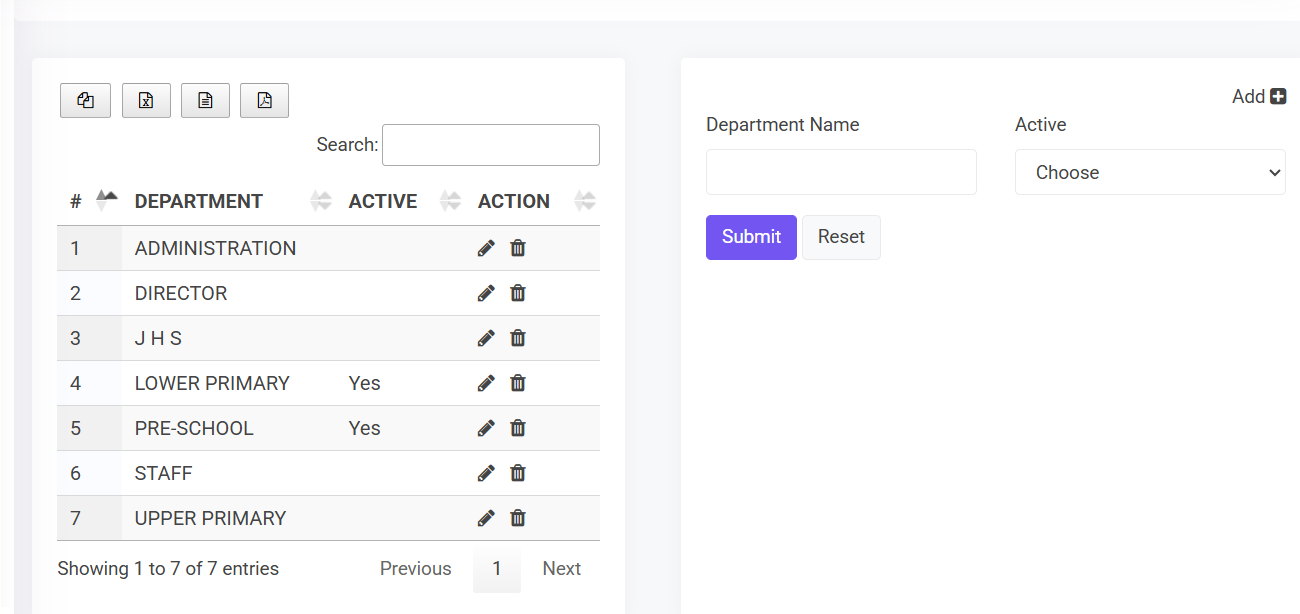 Search:
# DEPARTMENT ACTIVE ACTION
1 ADMINISTRATION
2 DIRECTOR
3 J H S
4 LOWER PRIMARY Yes
5 PRE-SCHOOL Yes
6 STAFF
7 UPPER PRIMARY
Showing 1 to 7 of 7 entries Previous 1 Next
Add
Department Name Active
Choose
Submit Reset